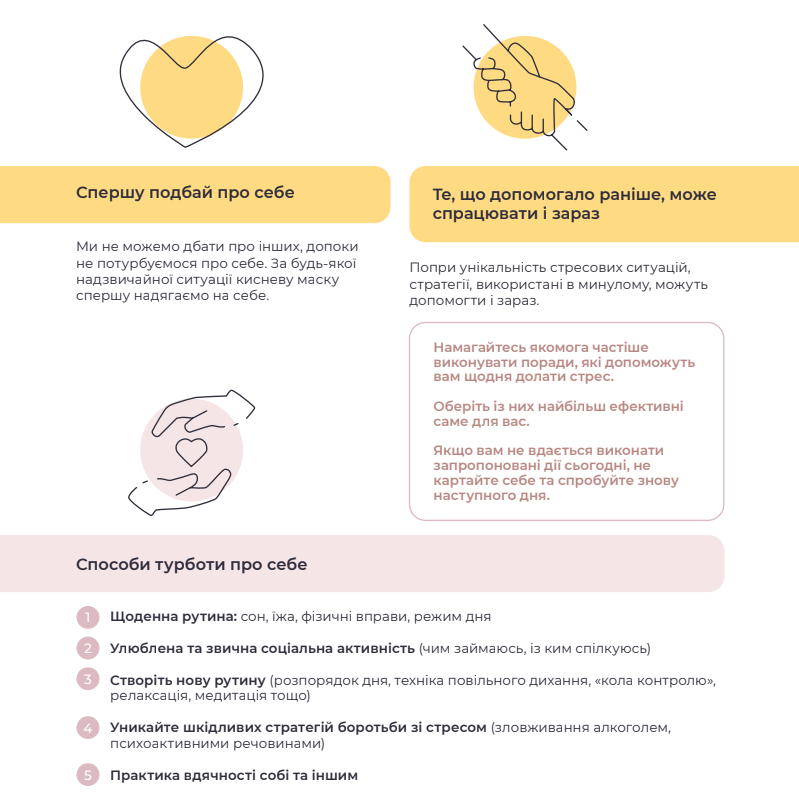 Спершу подбай про себе
Ми не можемо дбати про інших, допоки
не потурбуємося про себе. За будь-якої
надзвичайної ситуації кисневу маску
спершу надягаємо на себе.
Те, що допомогало раніше, може
спрацювати і зараз
Попри унікальність стресових ситуацій,
стратегії, використані в минулому, можуть
допомогти і зараз.
Намагайтесь якомога частіше
виконувати поради, які допоможуть
вам щодня долати стрес.
Оберіть із них найбільш ефективні
саме для вас.
Якщо вам не вдається виконати
запропоновані дії сьогодні, не
картайте себе та спробуйте знову
наступного дня.
Способи турботи про себе
1 Щоденна рутина: сон, їжа, фізичні вправи, режим дня
2 Улюблена та звична соціальна активність (чим займаюсь, із ким спілкуюсь)
3 Створіть нову рутину (розпорядок дня, техніка повільного дихання, «кола контролю»,
релаксація, медитація тощо)
4 Уникайте шкідливих стратегій боротьби зі стресом (зловживання алкоголем,
психоактивними речовинами)
5 Практика вдячності собі та іншим